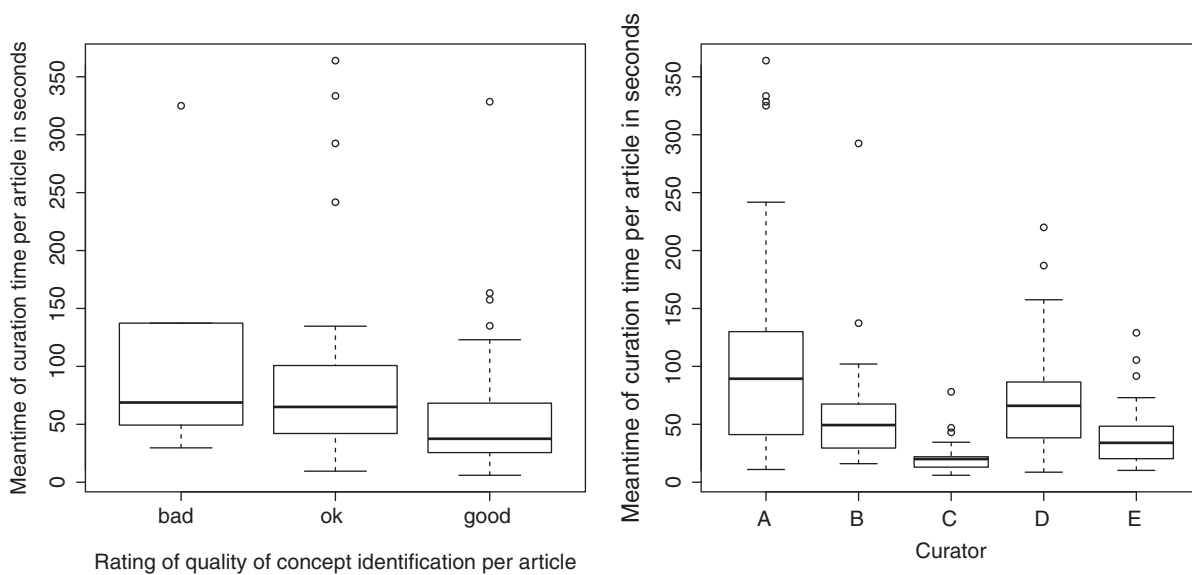 Meantime of curation time per article in seconds
350
300
250
200
150
100
50
0
bad ok good
Rating of quality of concept identification per article
Meantime of curation time per article in seconds
350
300
250
200
150
100
50
0
A B C D E
Curator